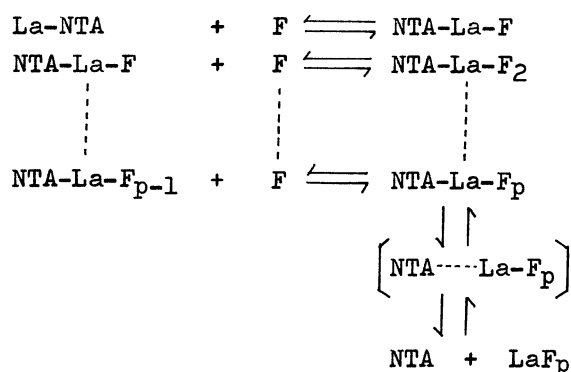 La-NTA + F ⇌ NTA-La-F
NTA-La-F + F ⇌ NTA-La-F₂
NTA-La-Fₚ₋₁ + F ⇌ NTA-La-Fₚ
[NTA-----La-Fₚ]
NTA + LaFₚ